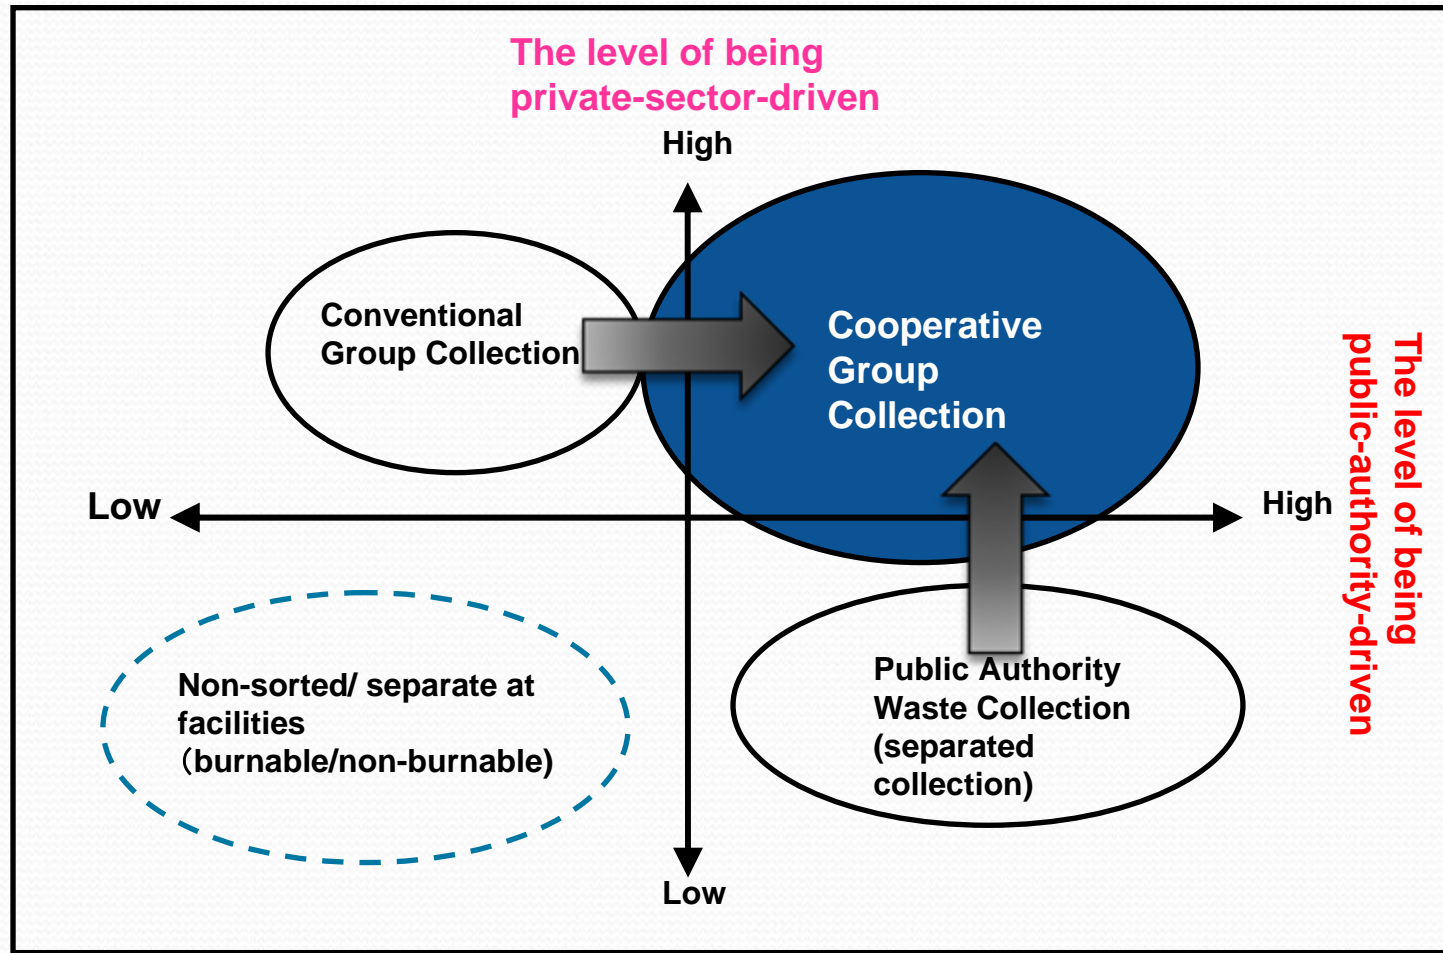 The level of being
private-sector-driven
High
Conventional
Group Collection
Cooperative
Group
Collection
Low
High
The level of being
public-authority-driven
Non-sorted/ separate at
facilities
（burnable/non-burnable)
Public Authority
Waste Collection
(separated
collection)
Low